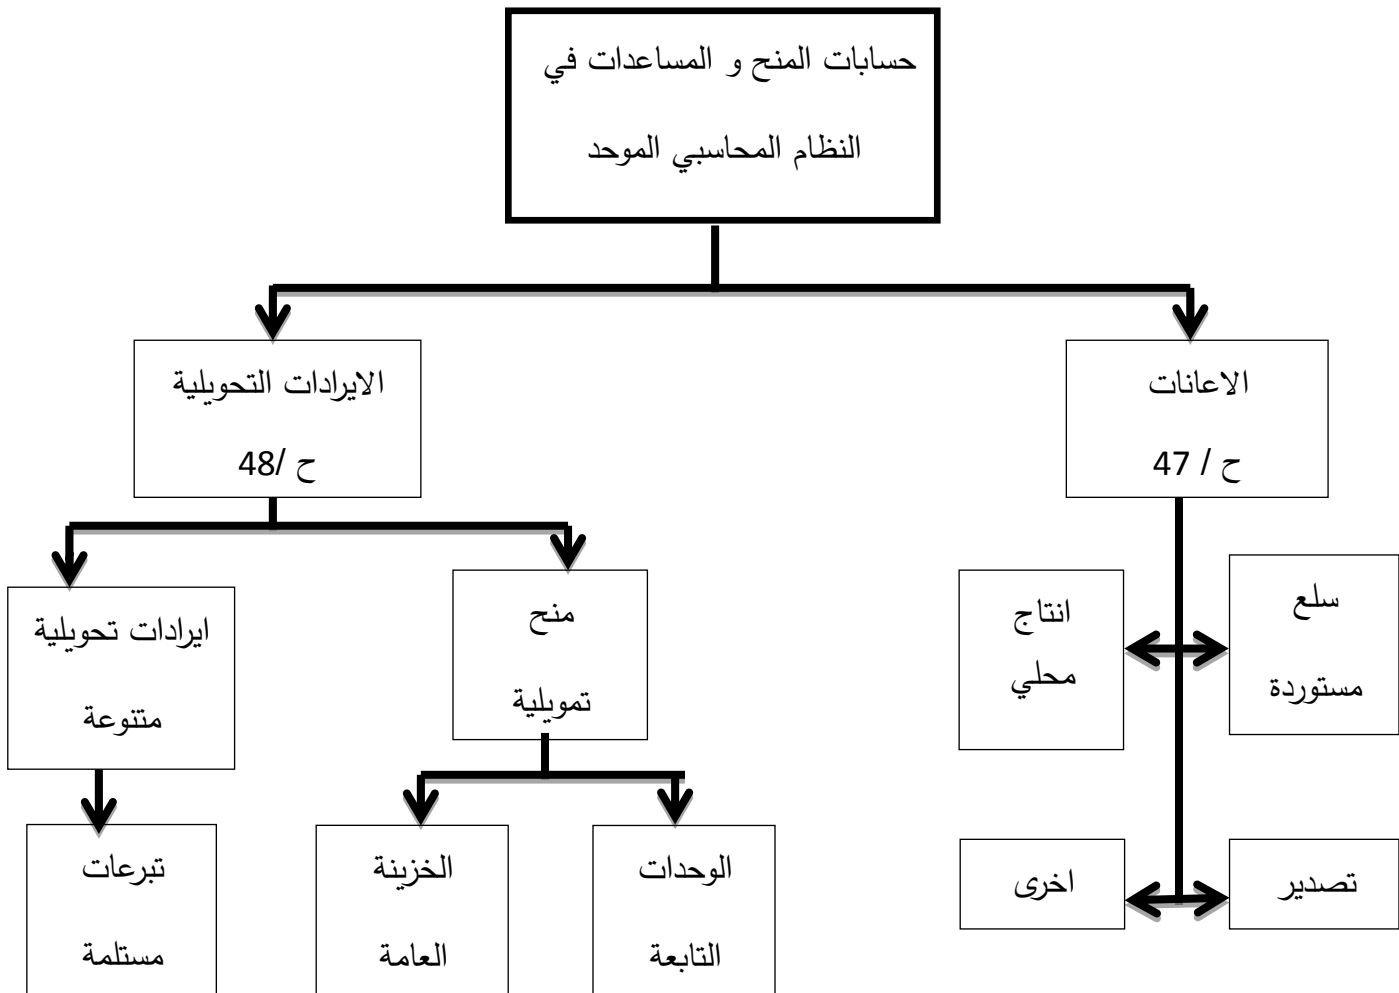 حسابات المنح و المساعدات في
النظام المحاسبي الموحد
الاعانات
ح / 47
الايرادات التحويلية
ح /48
سلع
مستوردة
انتاج
محلي
تصدير
اخرى
منح
تمويلية
ايرادات تحويلية
متنوعة
الوحدات
التابعة
الخزينة
العامة
تبرعات
مستلمة